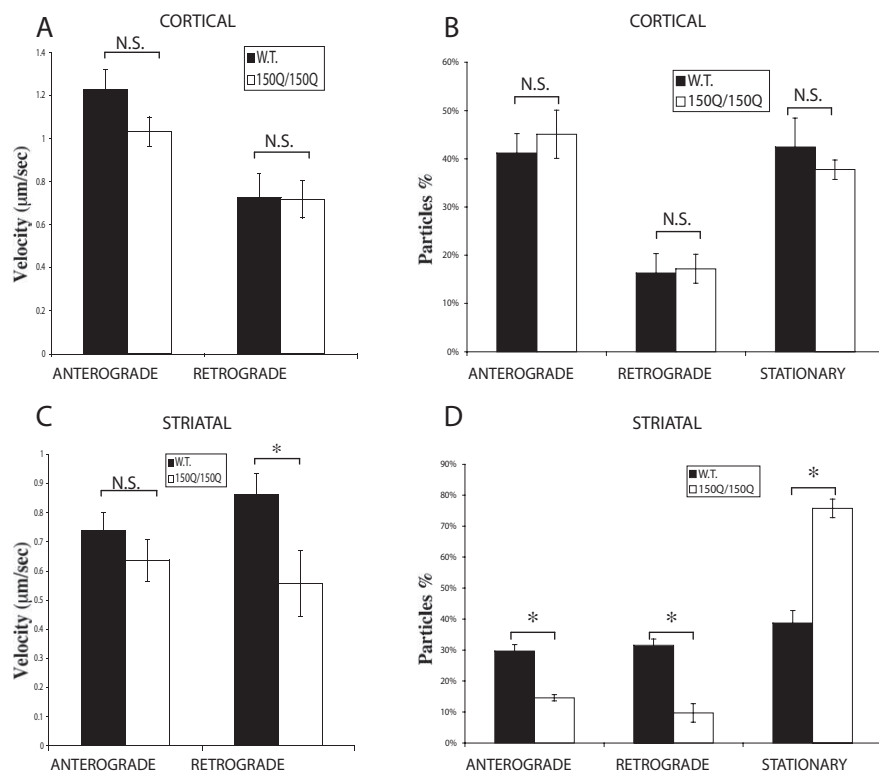 A
CORTICAL
N.S.
W.T.
150Q/150Q
N.S.
Velocity (µm/sec)
1.4
1.2
1
0.8
0.6
0.4
0.2
0
ANTEROGRADE
RETROGRADE
B
CORTICAL
W.T.
150Q/150Q
N.S.
N.S.
N.S.
Particles %
60%
50%
40%
30%
20%
10%
0%
ANTEROGRADE
RETROGRADE
STATIONARY
C
STRIATAL
W.T.
150Q/150Q
N.S.
*
Velocity (µm/sec)
1
0.9
0.8
0.7
0.6
0.5
0.4
0.3
0.2
0.1
0
ANTEROGRADE
RETROGRADE
D
STRIATAL
W.T.
150Q/150Q
*
*
*
Particles %
90%
80%
70%
60%
50%
40%
30%
20%
10%
0%
ANTEROGRADE
RETROGRADE
STATIONARY